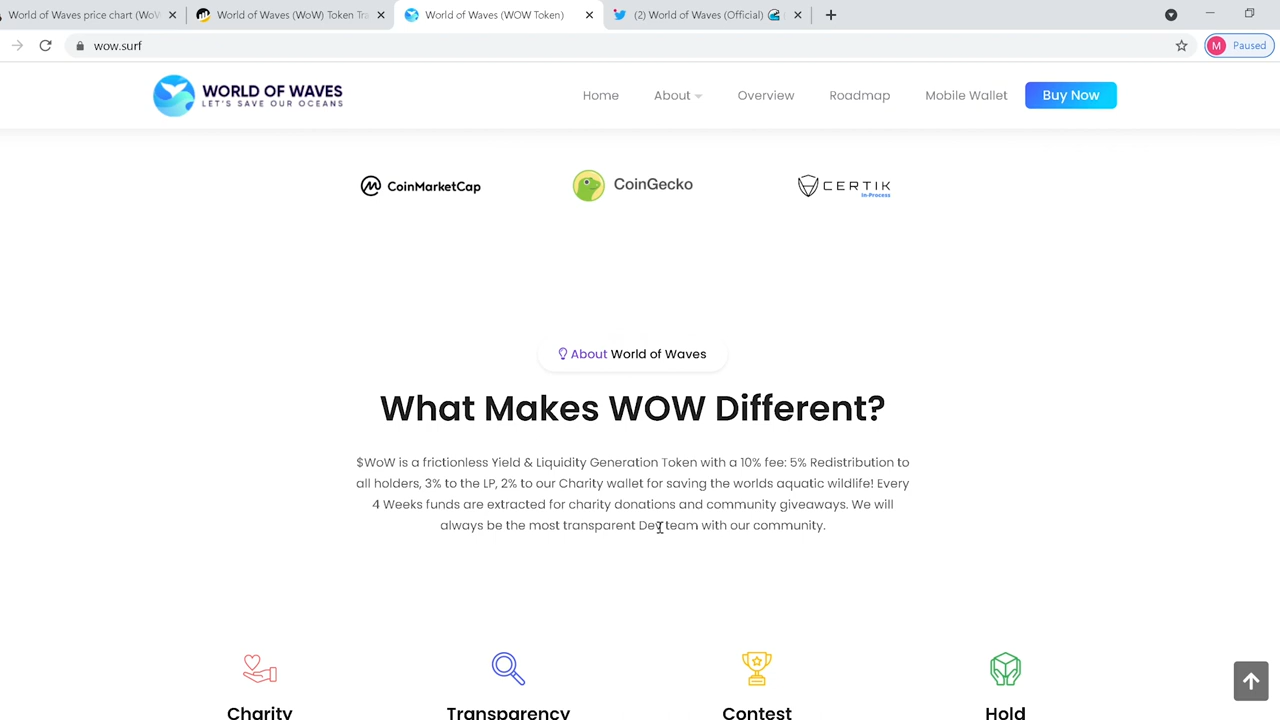 World of Waves price chart (WoW
World of Waves (WoW) Token Tra
World of Waves (WOW Token)
(2) World of Waves (Official)
wow.surf
M Paused
WORLD OF WAVES
LET'S SAVE OUR OCEANS
Home
About
Overview
Roadmap
Mobile Wallet
Buy Now
CoinMarketCap
CoinGecko
CERTIK
In-Process
About World of Waves
What Makes WOW Different?
$WoW is a frictionless Yield & Liquidity Generation Token with a 10% fee: 5% Redistribution to
all holders, 3% to the LP, 2% to our Charity wallet for saving the worlds aquatic wildlife! Every
4 Weeks funds are extracted for charity donations and community giveaways. We will
always be the most transparent Dev team with our community.
Charity
Transparency
Contest
Hold